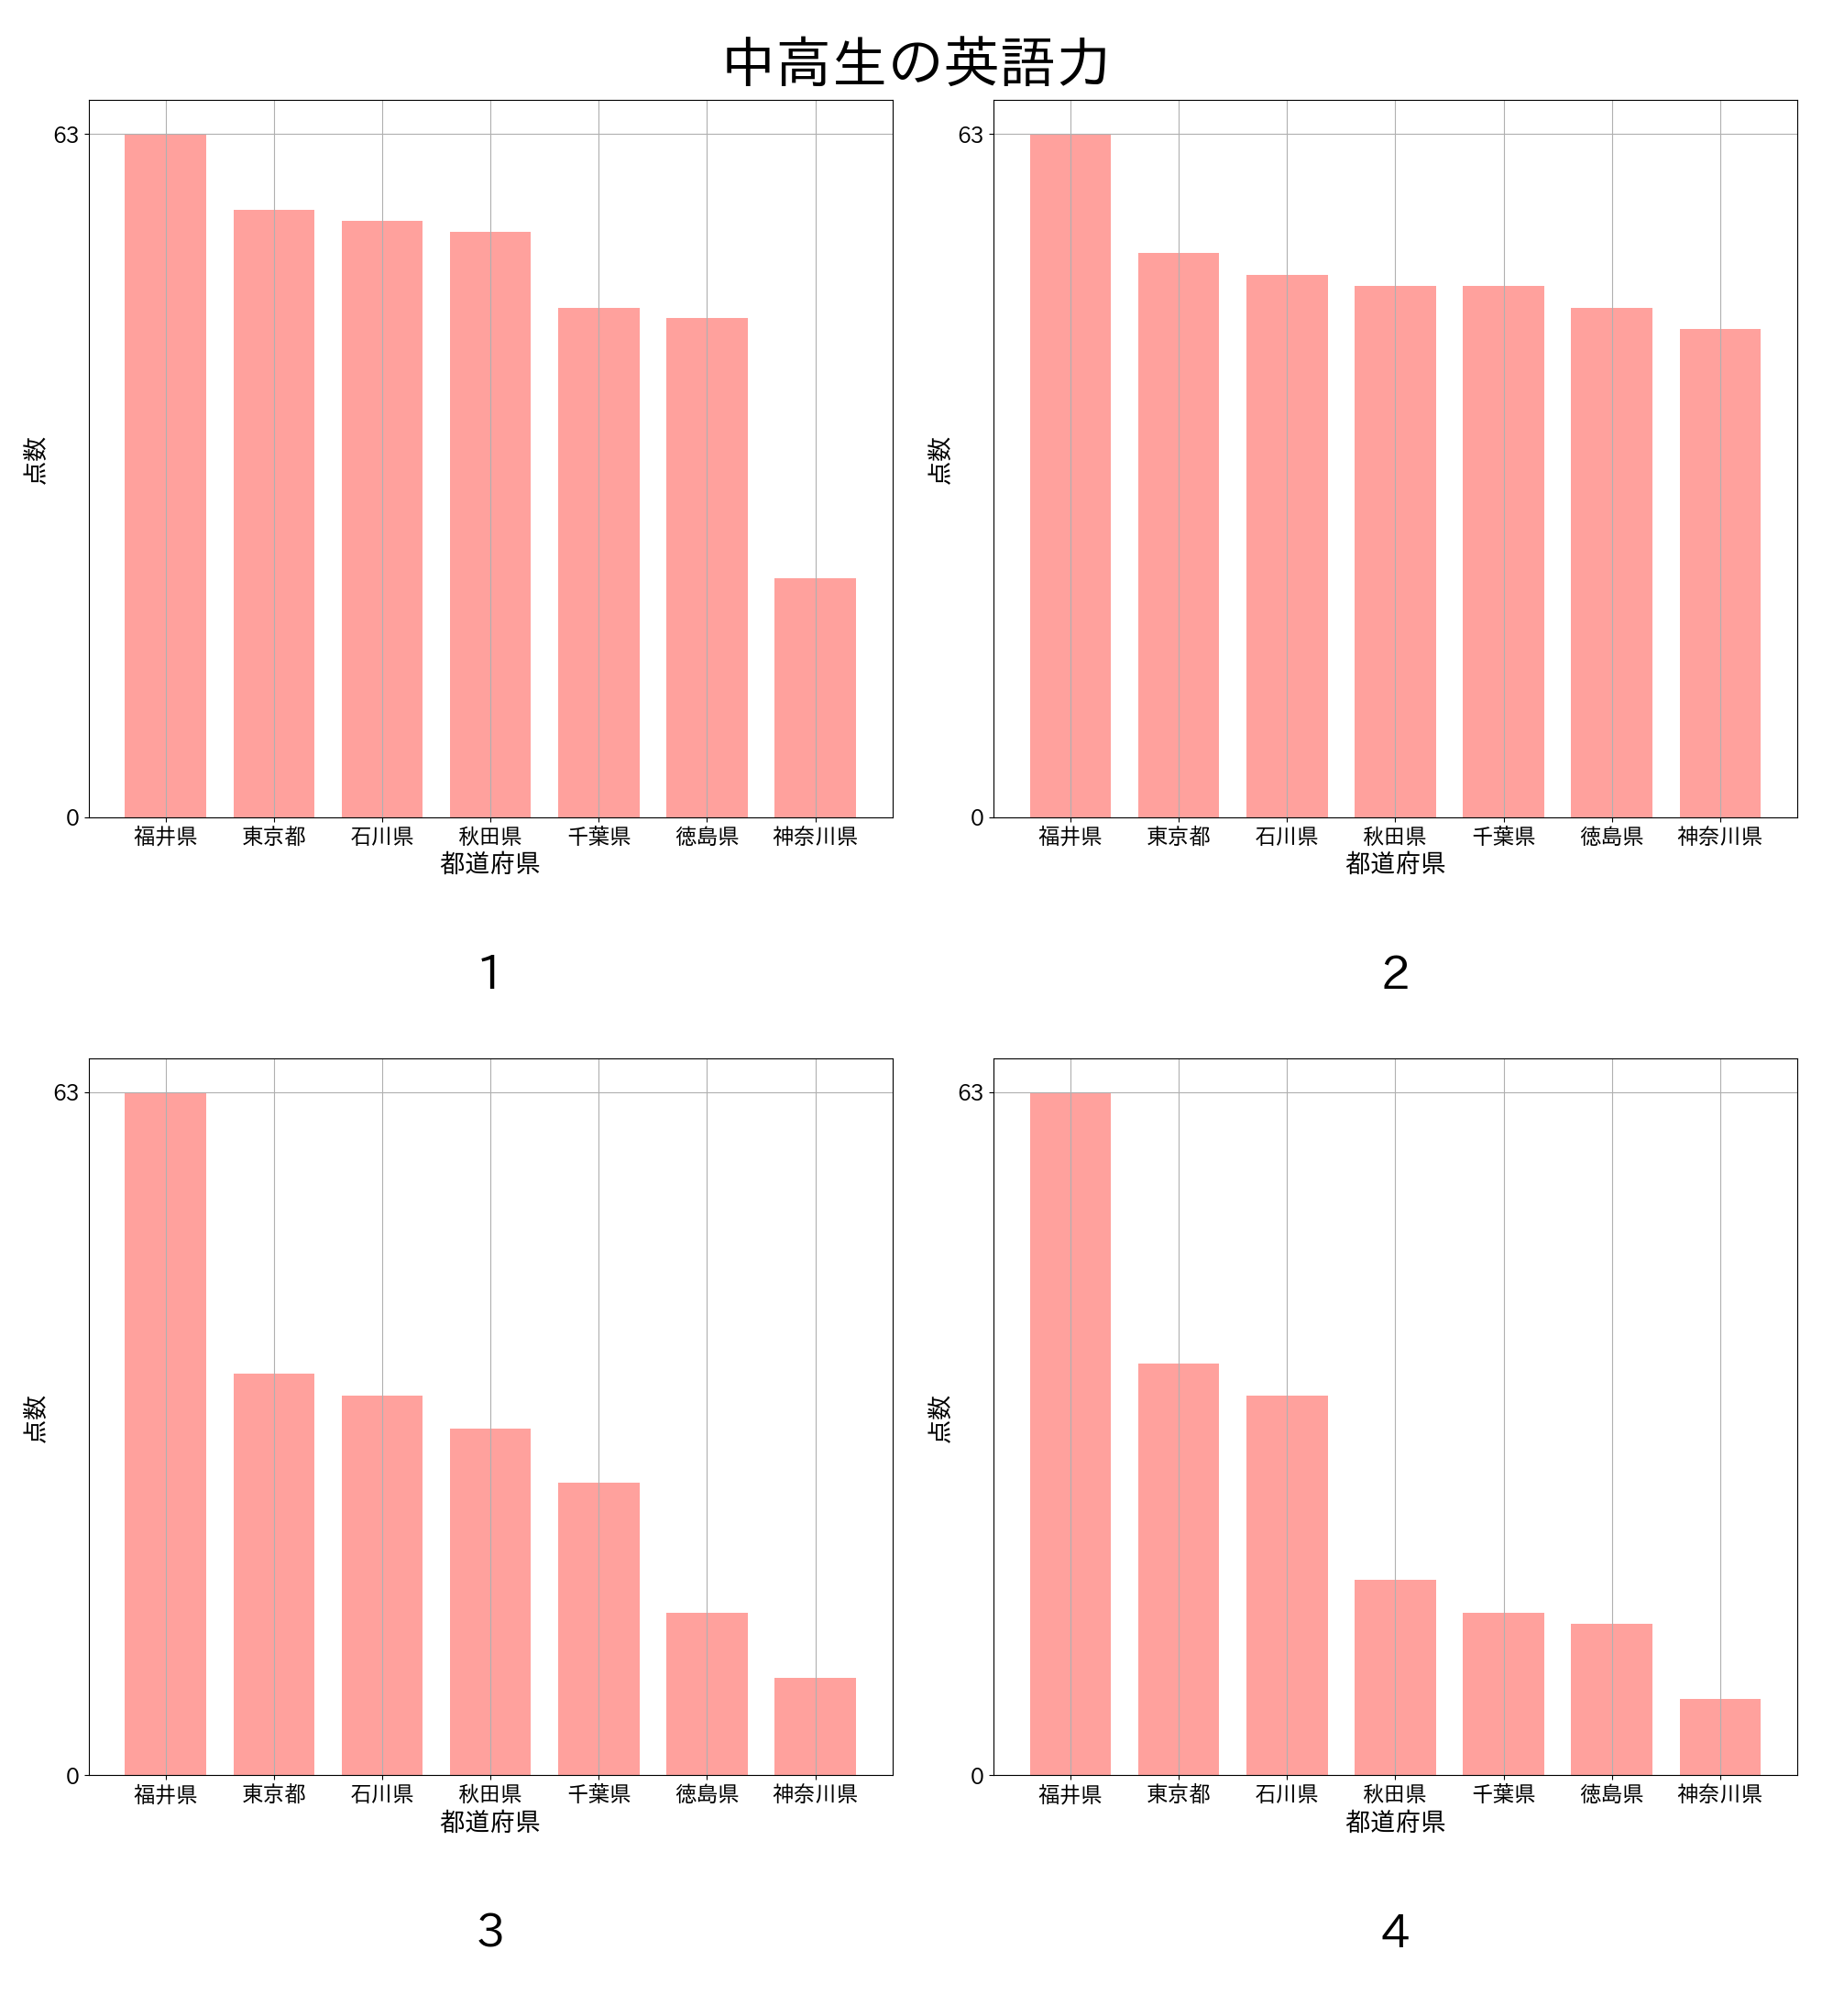 中高生の英語力
63
0
点数
福井県 東京都 石川県 秋田県 千葉県 徳島県 神奈川県
都道府県
1
63
0
点数
福井県 東京都 石川県 秋田県 千葉県 徳島県 神奈川県
都道府県
2
63
0
点数
福井県 東京都 石川県 秋田県 千葉県 徳島県 神奈川県
都道府県
3
63
0
点数
福井県 東京都 石川県 秋田県 千葉県 徳島県 神奈川県
都道府県
4